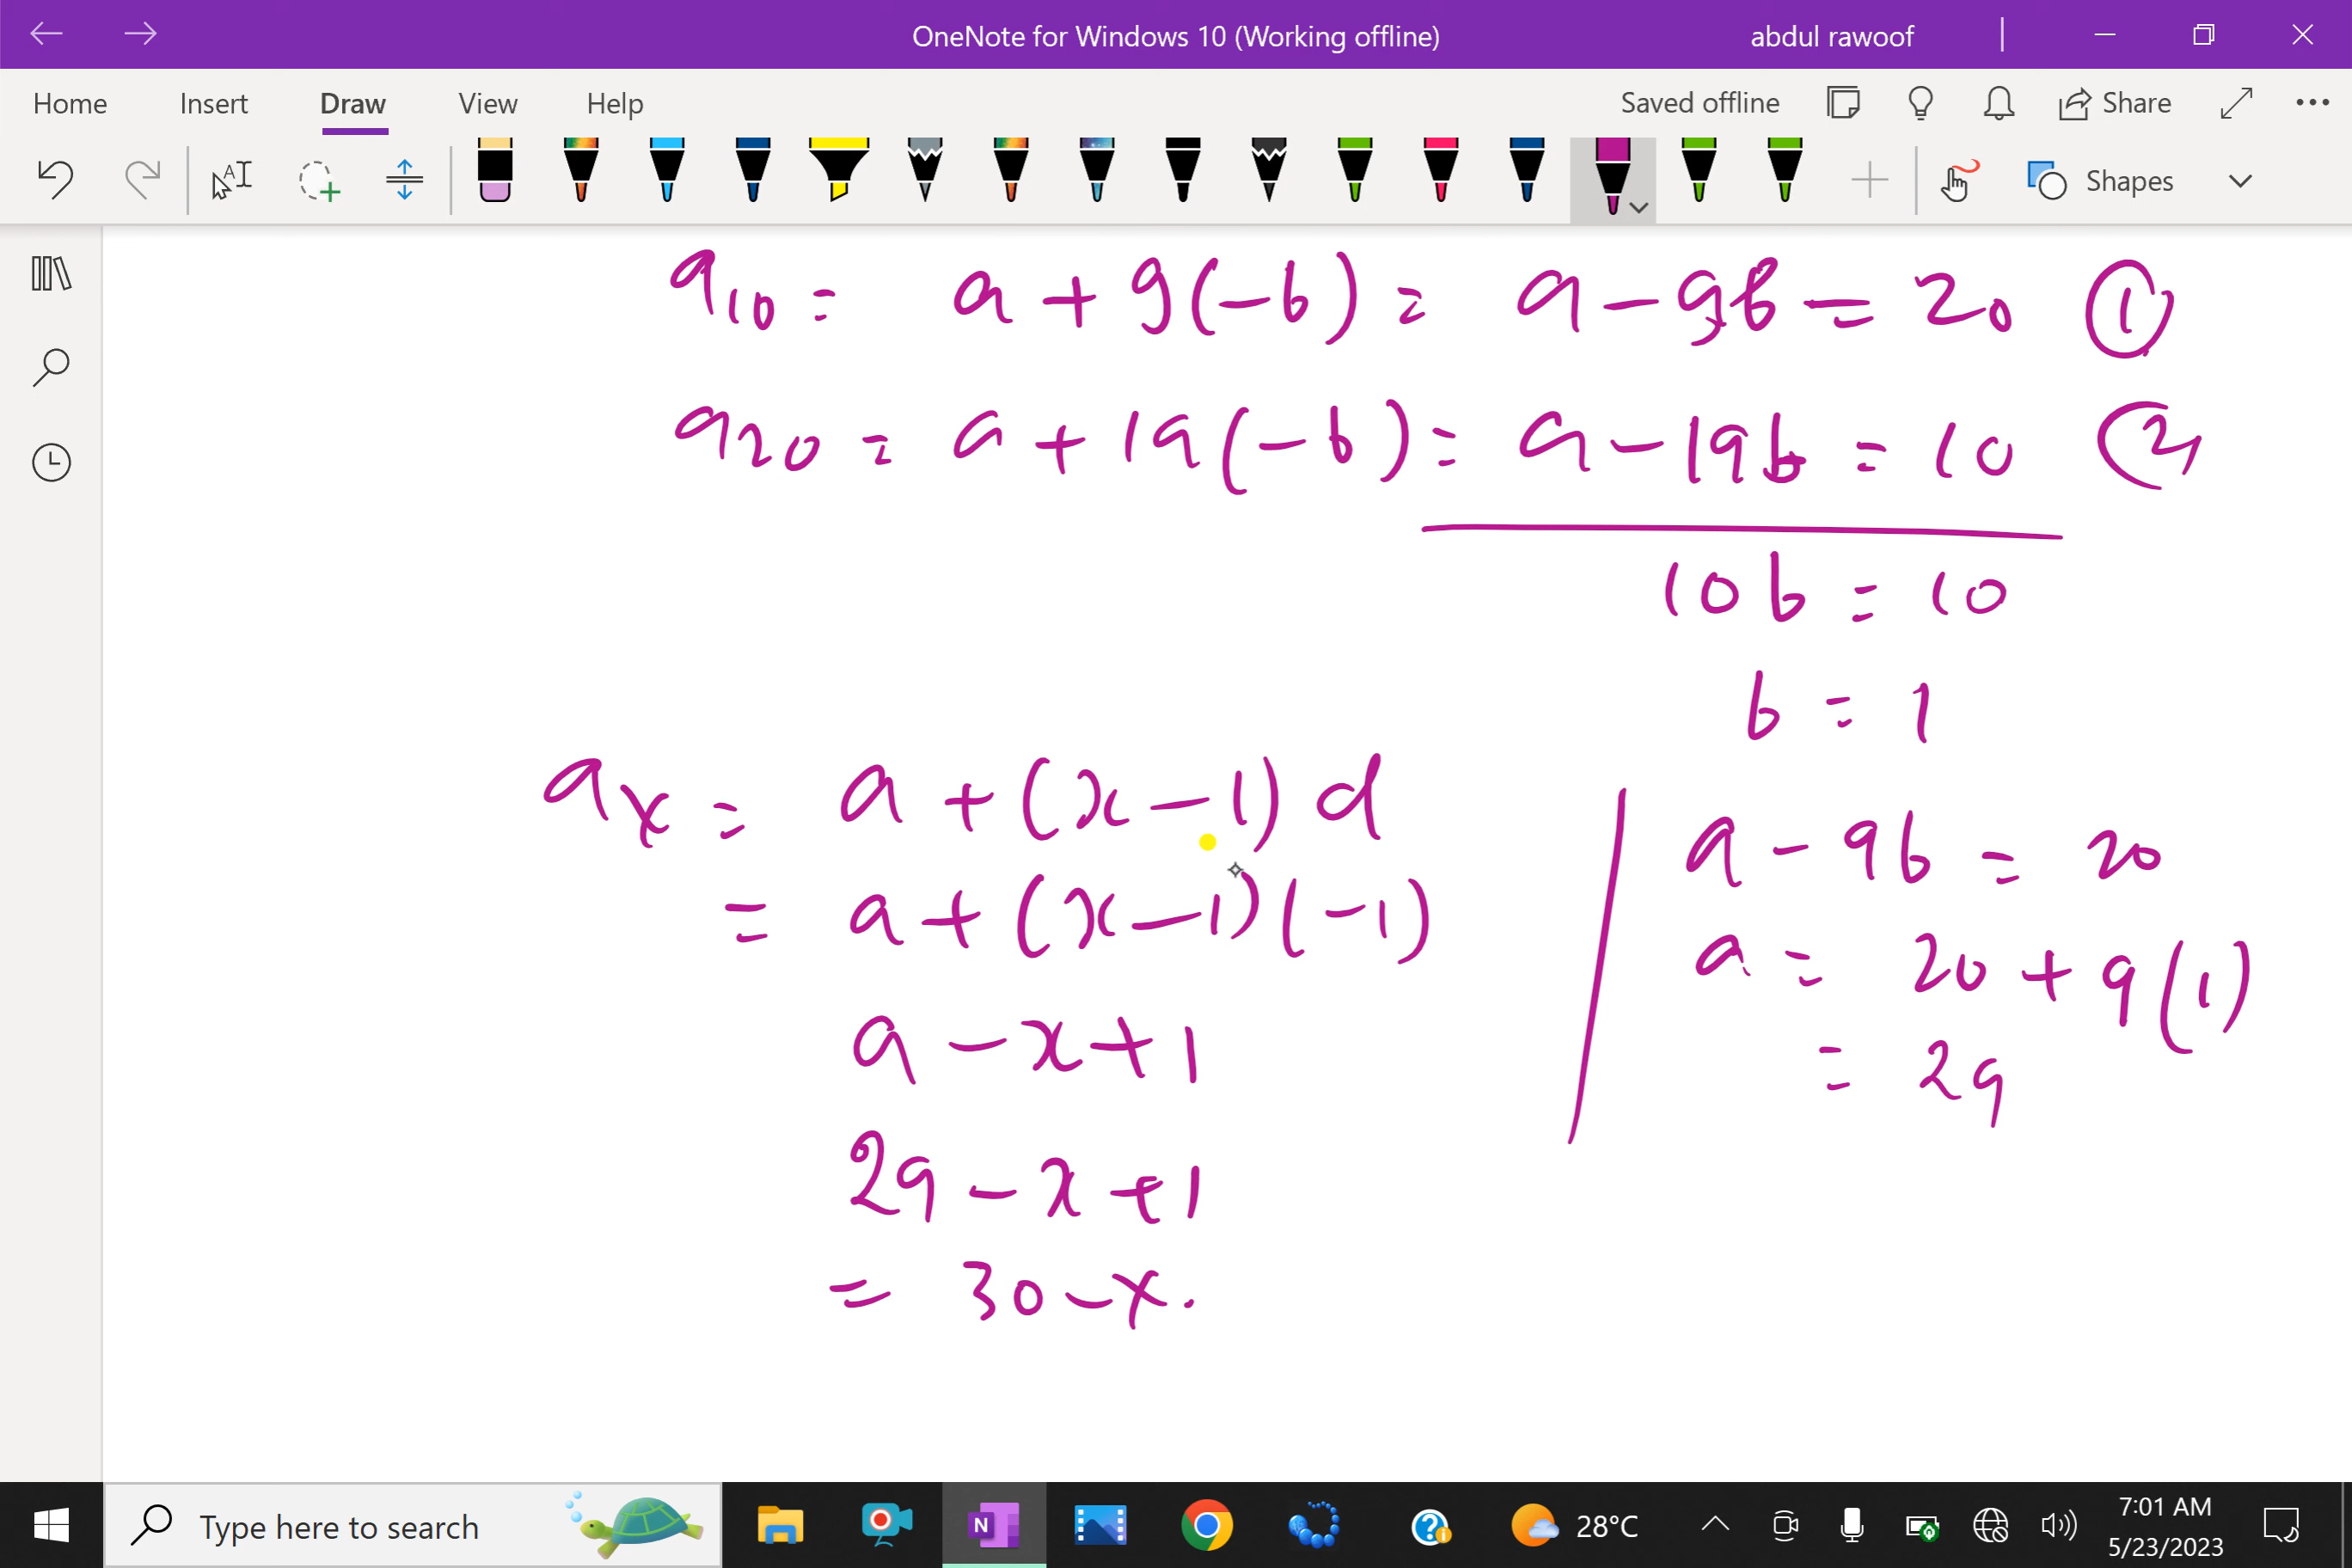 OneNote for Windows 10 (Working offline)
abdul rawoof
Home Insert Draw View Help
Saved offline Share
Shapes
a₁₀ = a + 9(-b) = a - 9b = 20 ①
a₂₀ = a + 19(-b) = a - 19b = 10 ②
10b = 10
b = 1
aₓ = a + (x-1) d
= a + (x-1)(-1)
a - x + 1
29 - x + 1
= 30 - x.
a - 9b = 20
a = 20 + 9(1)
= 29
Type here to search
N
28°C
7:01 AM
5/23/2023